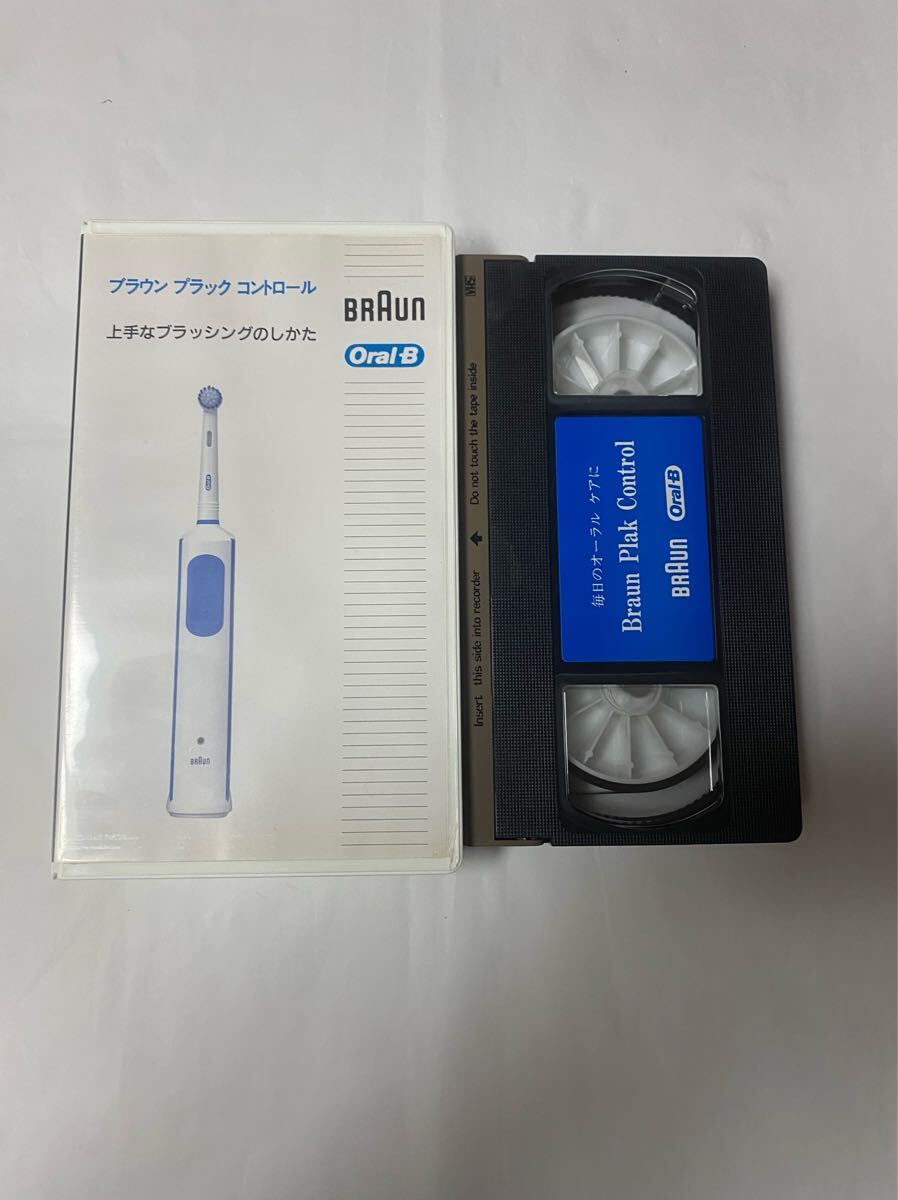 ブラウン プラック コントロール
上手なブラッシングのしかた
BRAUN
Oral-B
Oral-B
BRAUN
VHS
Do not touch the tape inside
Insert this side into recorder
毎日のオーラル ケアに
Braun Plak Control
BRAUN Oral-B